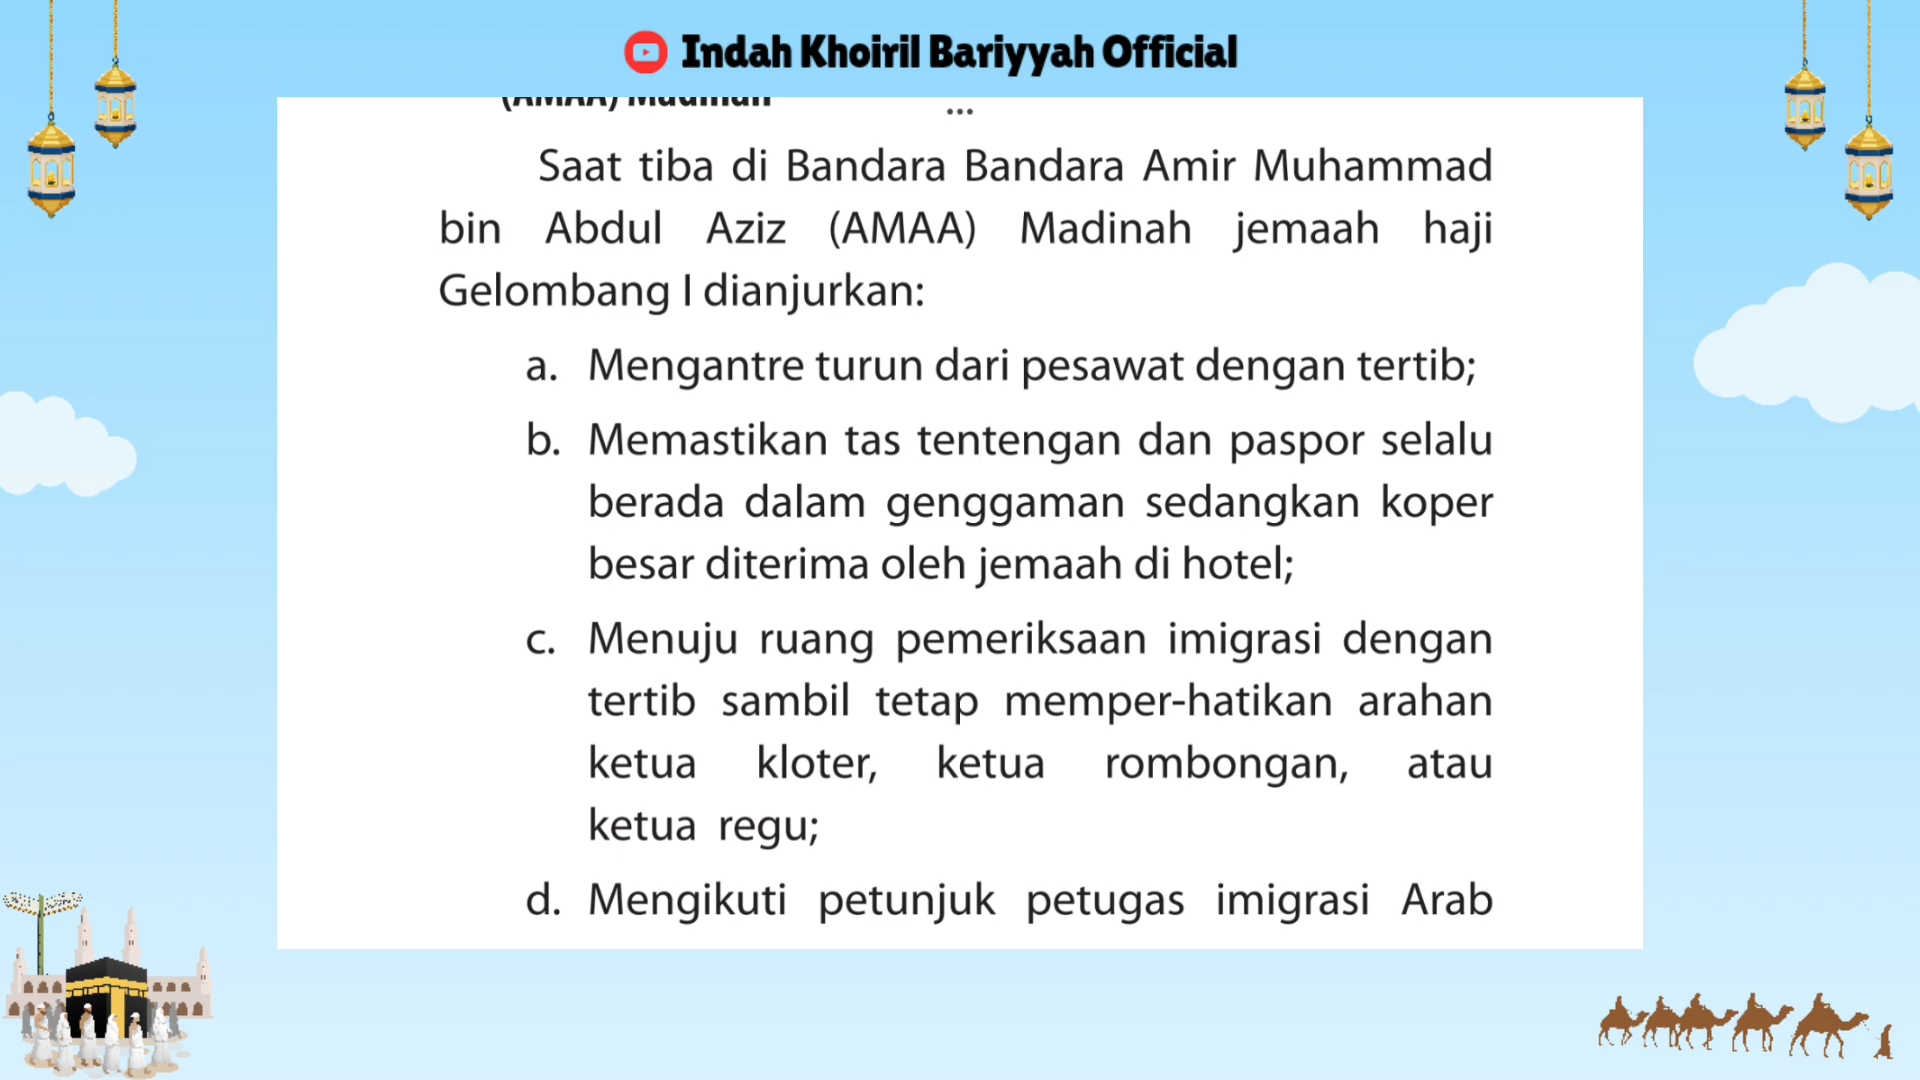 Indah Khoiril Bariyyah Official
(AMAA) Madinah
...
Saat tiba di Bandara Bandara Amir Muhammad
bin Abdul Aziz (AMAA) Madinah jemaah haji
Gelombang I dianjurkan:
a. Mengantre turun dari pesawat dengan tertib;
b. Memastikan tas tentengan dan paspor selalu
berada dalam genggaman sedangkan koper
besar diterima oleh jemaah di hotel;
c. Menuju ruang pemeriksaan imigrasi dengan
tertib sambil tetap memper-hatikan arahan
ketua kloter, ketua rombongan, atau
ketua regu;
d. Mengikuti petunjuk petugas imigrasi Arab